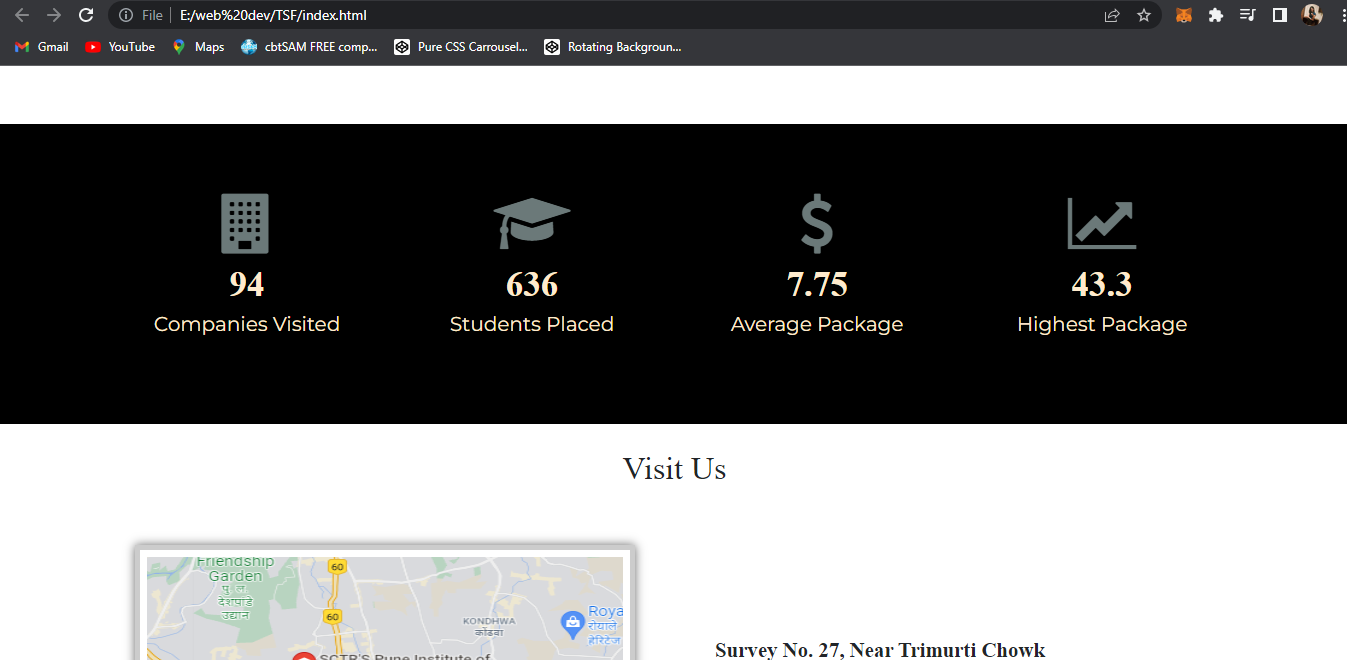 File E:/web%20dev/TSF/index.html
Gmail YouTube Maps cbtSAM FREE comp... Pure CSS Carrousel... Rotating Backgroun...
94 636 7.75 43.3
Companies Visited Students Placed Average Package Highest Package
Visit Us
Friendship
Garden
पु ल
देशपांडे
उद्यान
60
60
KONDHWA
कोंढवा
Roya
रोयाले
हेरिटेज
SCTR'S Pune Institute of
Survey No. 27, Near Trimurti Chowk